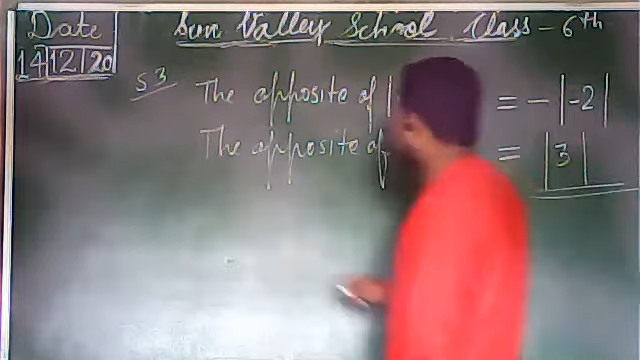 Date
14|12|20
Sun Valley School Class - 6th
S 3
The opposite of | = -|-2|
The opposite of = |3|